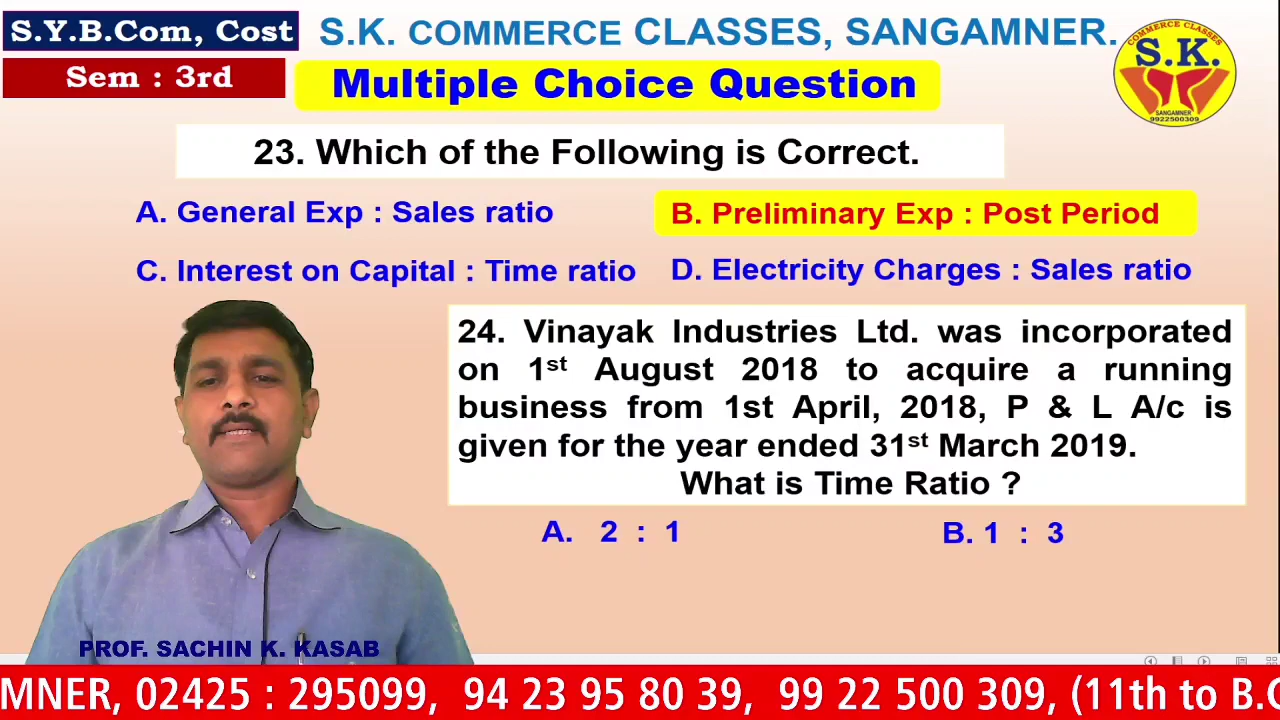 S.Y.B.Com, Cost
S.K. COMMERCE CLASSES, SANGAMNER.
Sem : 3rd
Multiple Choice Question
COMMERCE CLASSES
S.K.
SANGAMNER
9922500309
23. Which of the Following is Correct.
A. General Exp : Sales ratio
B. Preliminary Exp : Post Period
C. Interest on Capital : Time ratio
D. Electricity Charges : Sales ratio
24. Vinayak Industries Ltd. was incorporated
on 1st August 2018 to acquire a running
business from 1st April, 2018, P & L A/c is
given for the year ended 31st March 2019.
What is Time Ratio ?
A. 2 : 1
B. 1 : 3
PROF. SACHIN K. KASAB
MNER, 02425 : 295099, 94 23 95 80 39, 99 22 500 309, (11th to B.C